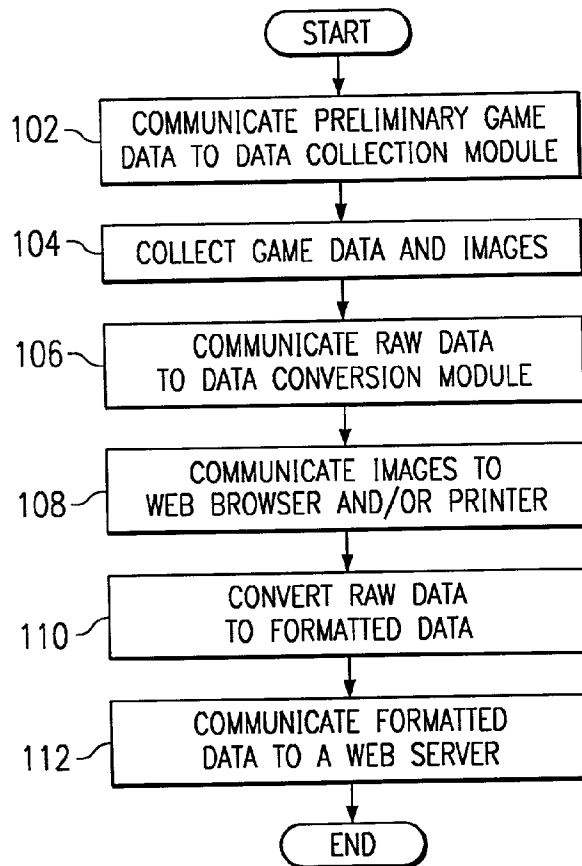 START
102
COMMUNICATE PRELIMINARY GAME
DATA TO DATA COLLECTION MODULE
104
COLLECT GAME DATA AND IMAGES
106
COMMUNICATE RAW DATA
TO DATA CONVERSION MODULE
108
COMMUNICATE IMAGES TO
WEB BROWSER AND/OR PRINTER
110
CONVERT RAW DATA
TO FORMATTED DATA
112
COMMUNICATE FORMATTED
DATA TO A WEB SERVER
END